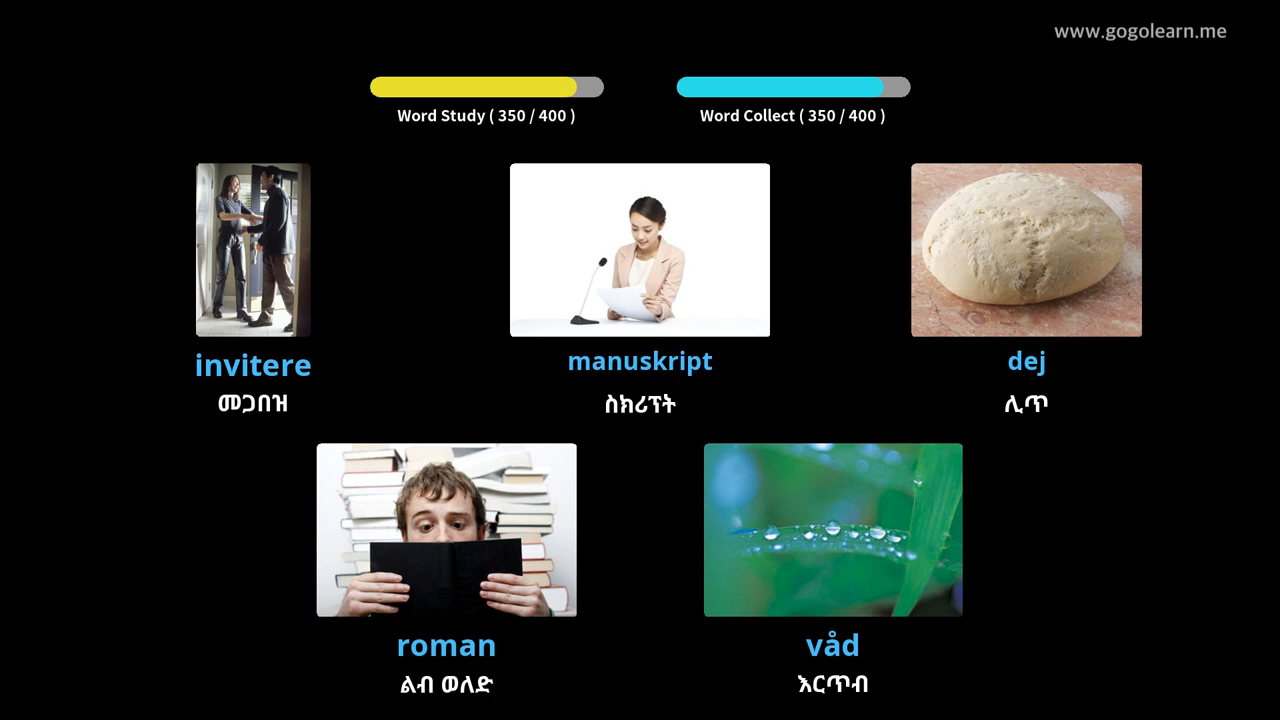 www.gogolearn.me
Word Study ( 350 / 400 )
Word Collect ( 350 / 400 )
invitere
መጋበዝ
manuskript
ስክሪፕት
dej
ሊጥ
roman
ልብ ወለድ
våd
እርጥብ